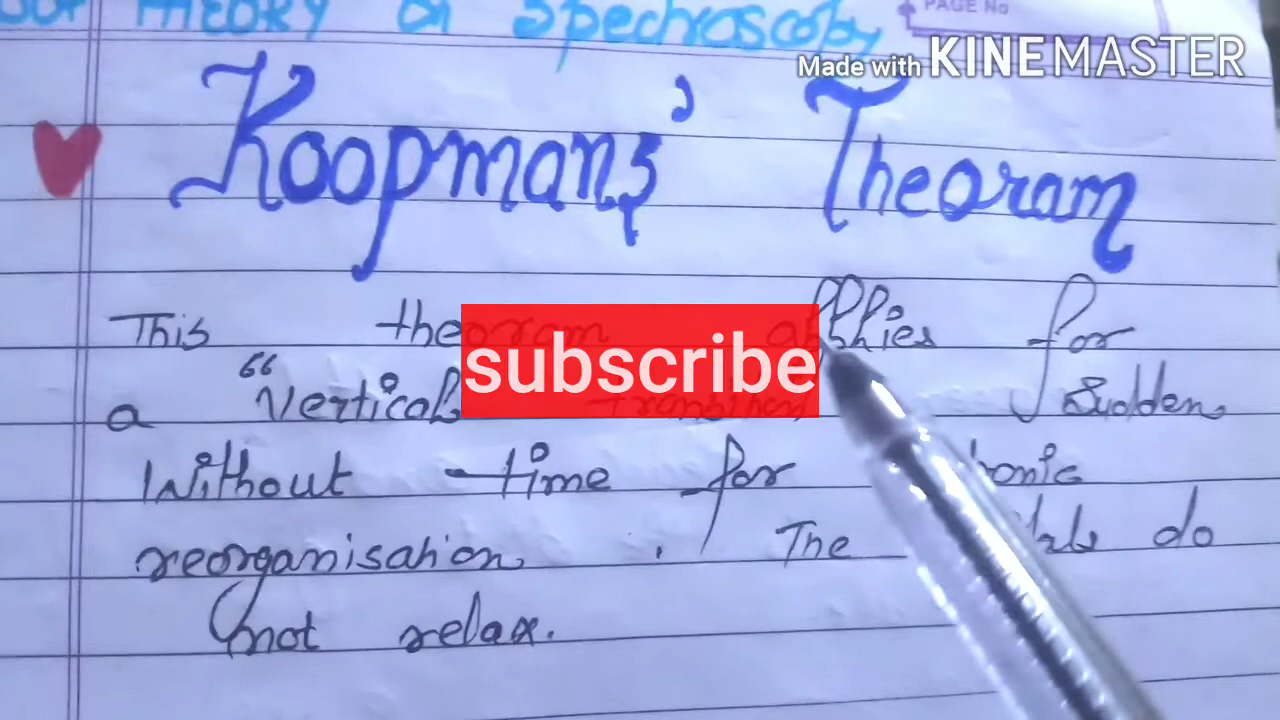 THEORY of Spectroscopy
PAGE No
Made with KINEMASTER
Koopmans' Theoram
This theoram applies for
subscribe
a "Vertical transition sudden,
Without time for
reorganisation. The do
not relax.